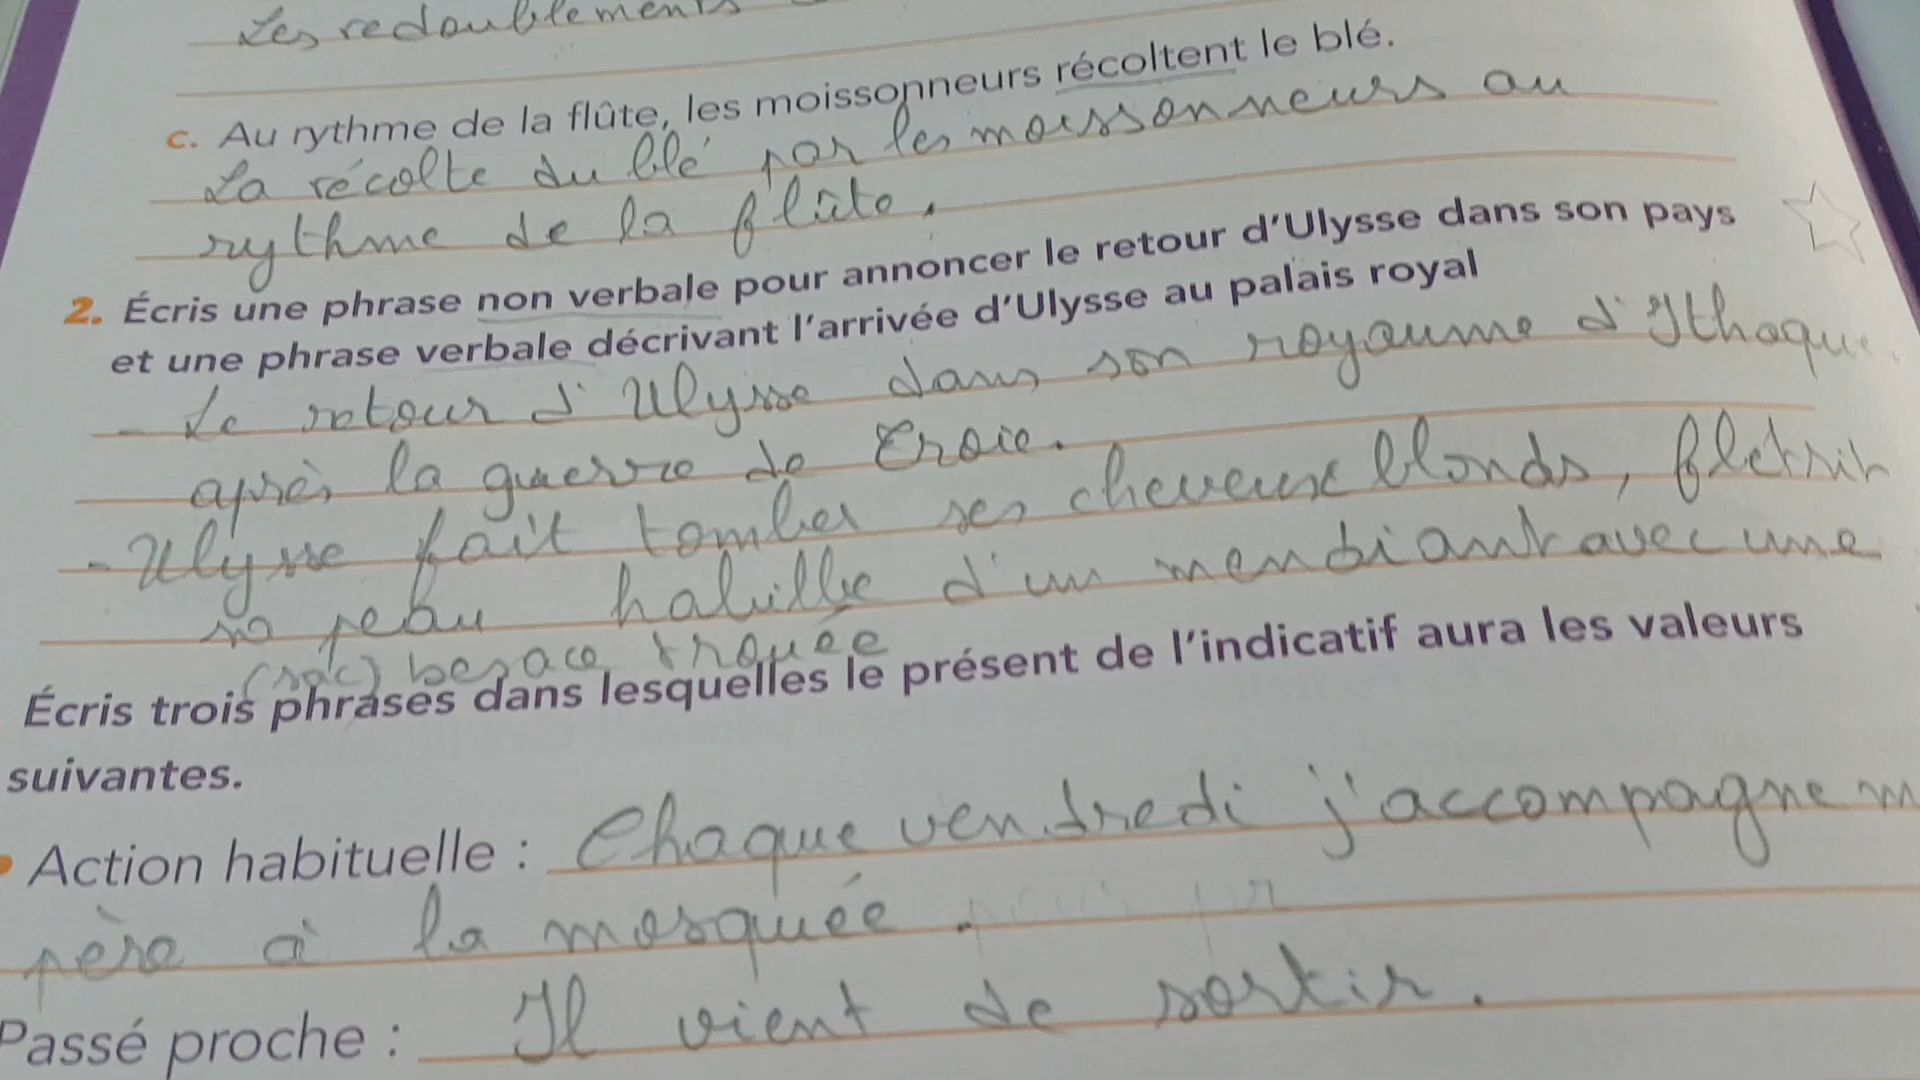 Les redoublements
c. Au rythme de la flûte, les moissonneurs récoltent le blé.
La récolte du blé par les moissonneurs au
rythme de la flûte.
2. Écris une phrase non verbale pour annoncer le retour d'Ulysse dans son pays
et une phrase verbale décrivant l'arrivée d'Ulysse au palais royal
- Le retour d'Ulysse dans son royaume d'Ithaque
après la guerre de Troie.
- Ulysse fait tomber ses cheveux blonds, fletrir
sa peau habillé d'un mendiant avec une
(sac) besace trouée
Écris trois phrases dans lesquelles le présent de l'indicatif aura les valeurs
suivantes.
• Action habituelle : Chaque vendredi j'accompagne m
père à la mosquée.
Passé proche : Il vient de sortir.